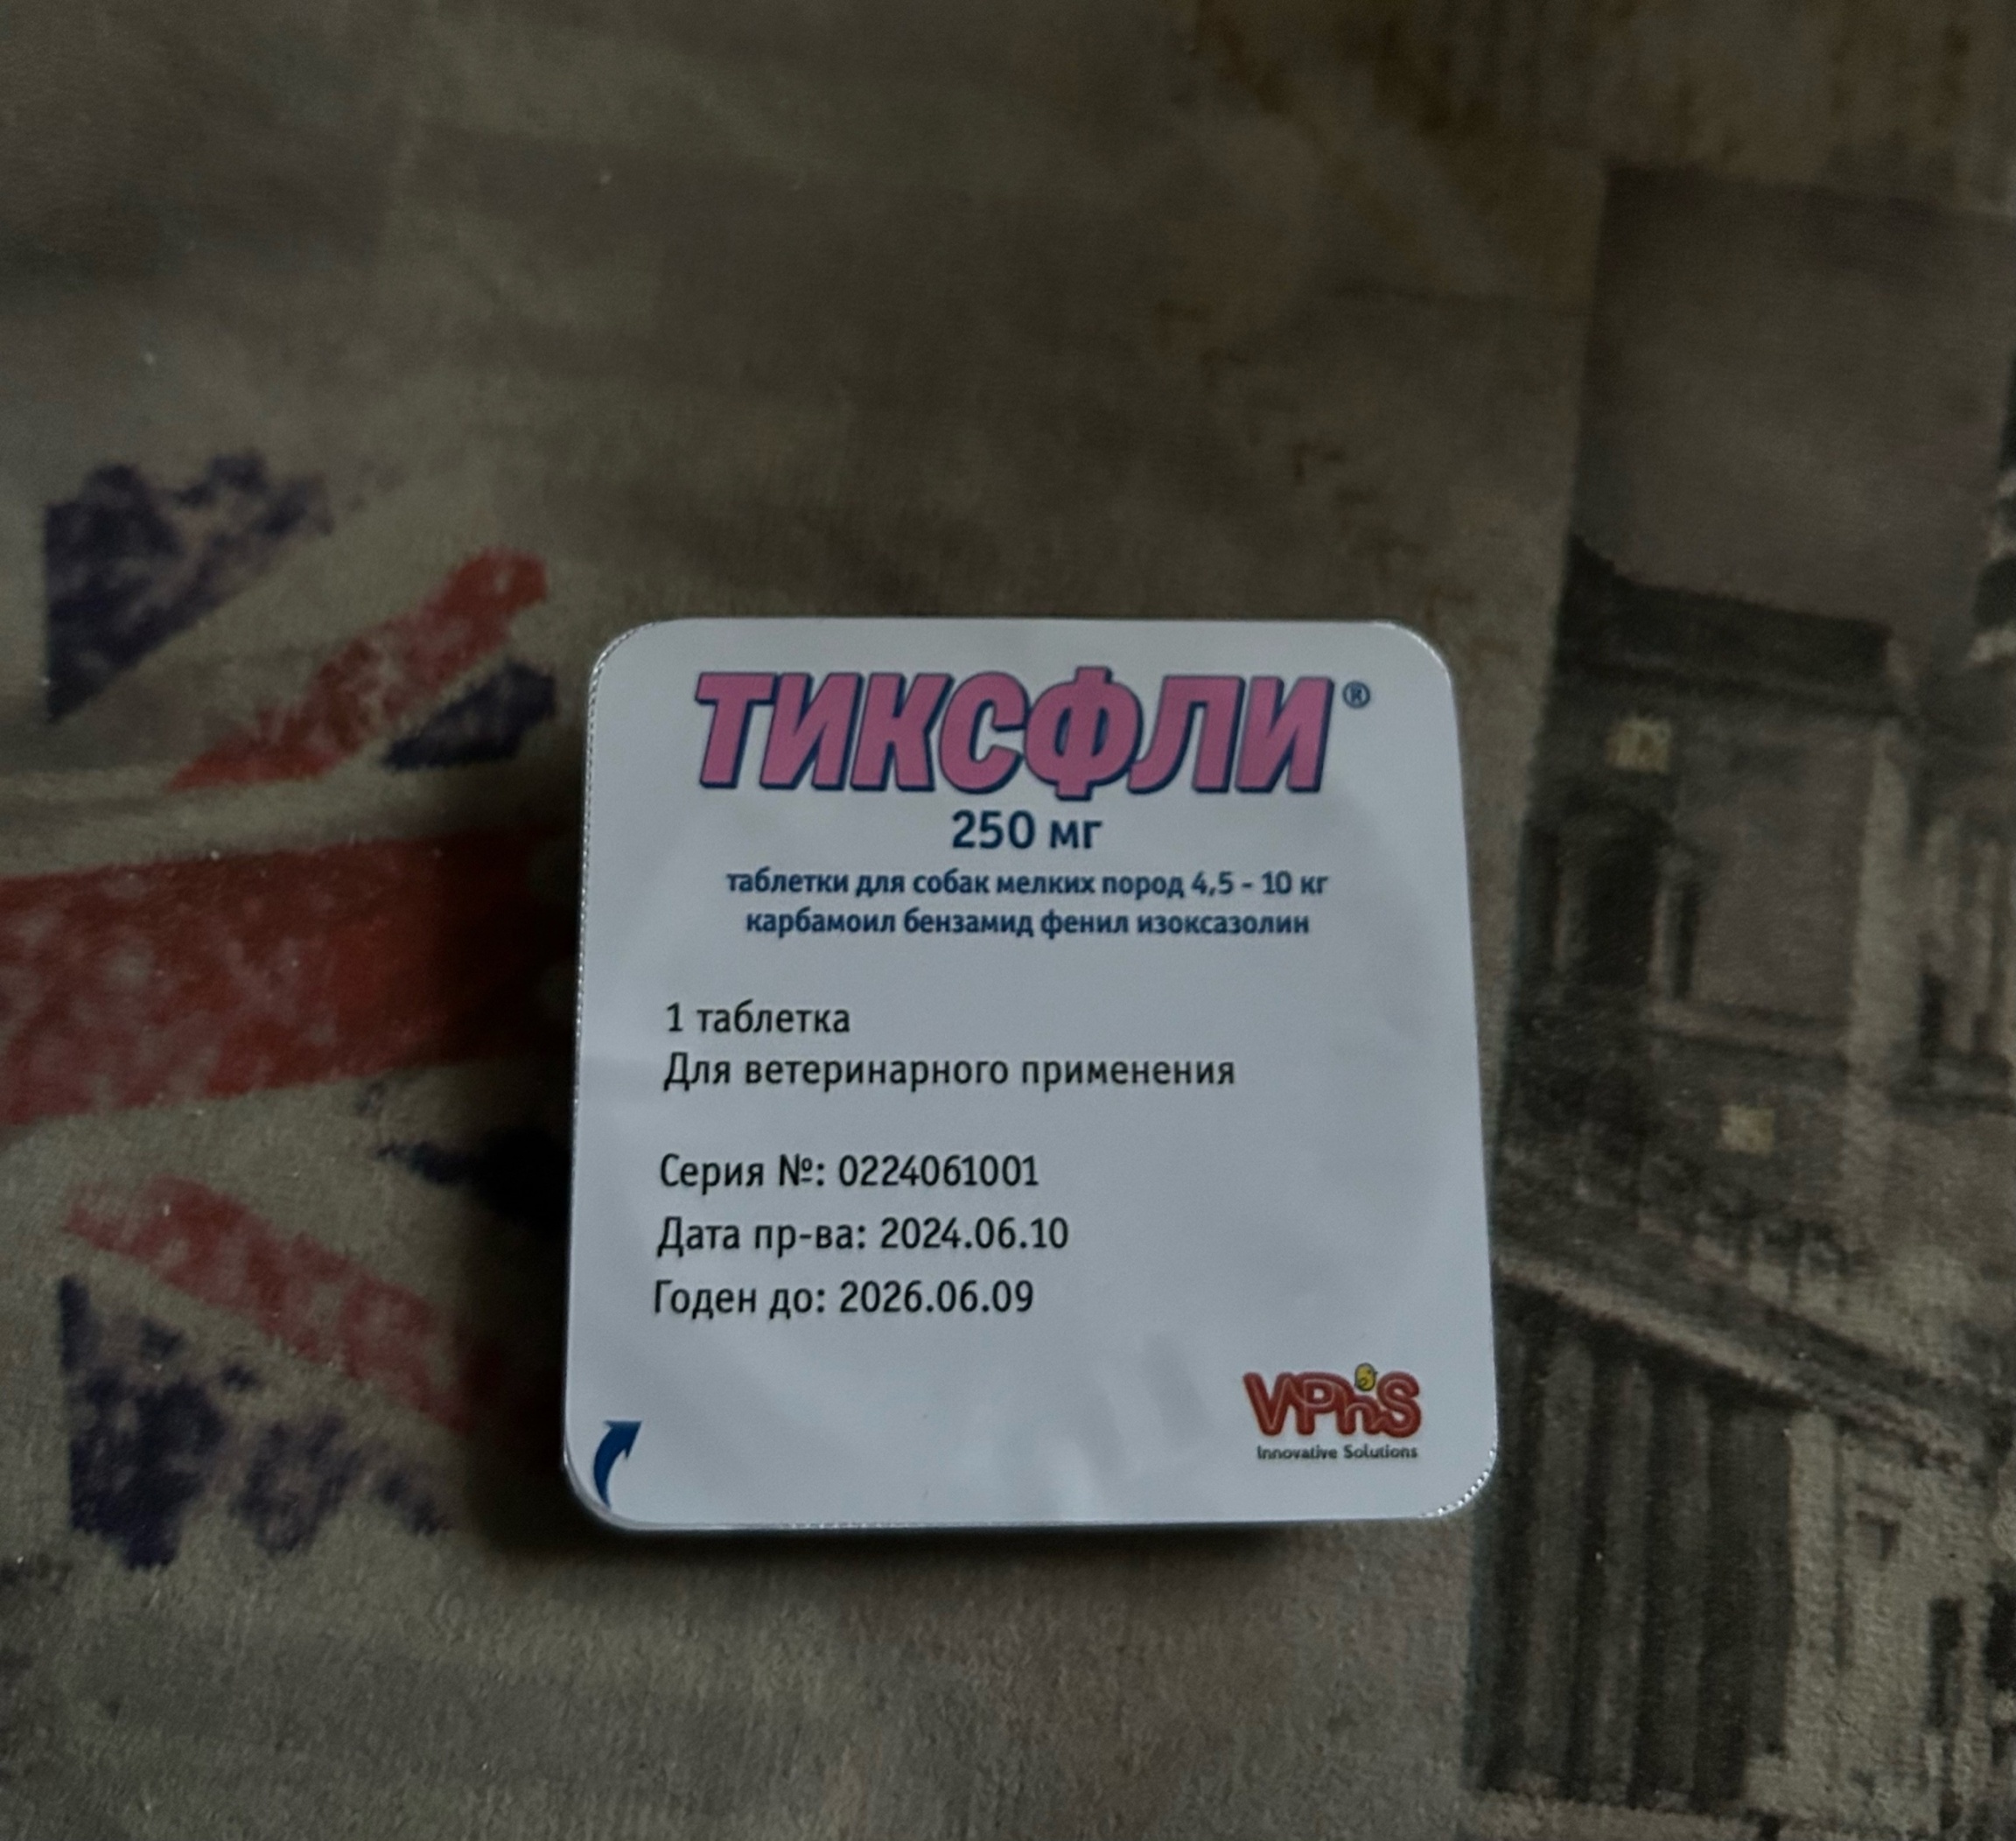 ТИКСФЛИ®
250 мг
таблетки для собак мелких пород 4,5 - 10 кг
карбамоил бензамид фенил изоксазолин
1 таблетка
Для ветеринарного применения
Серия №: 0224061001
Дата пр-ва: 2024.06.10
Годен до: 2026.06.09
VPhS
Innovative Solutions